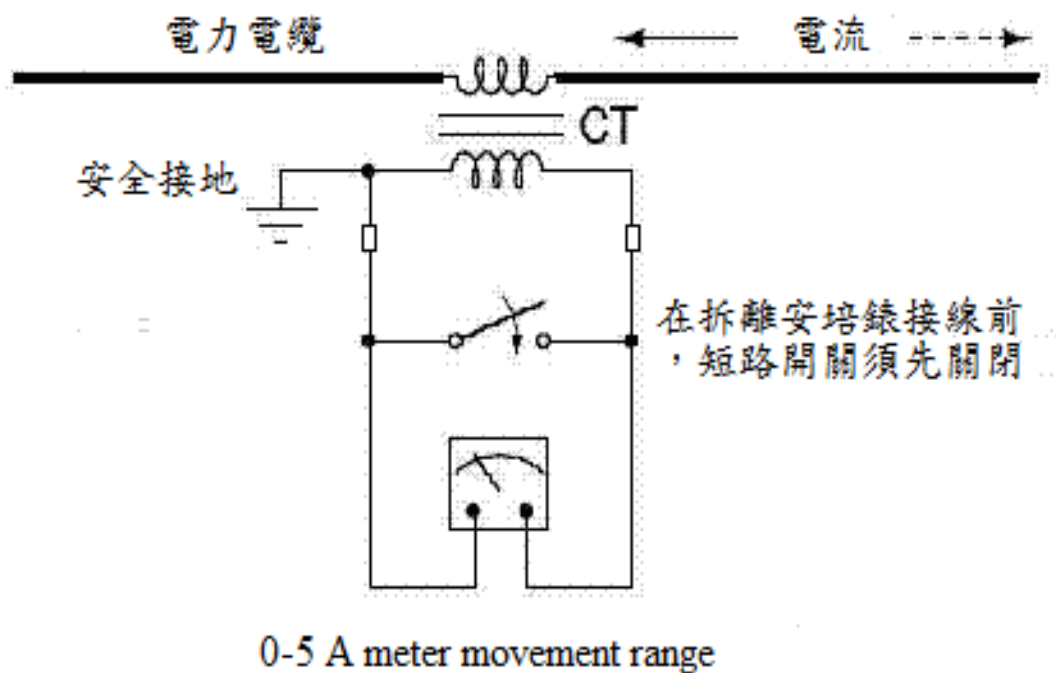 電力電纜
電流
CT
安全接地
在拆離安培錶接線前
，短路開關須先關閉
0-5 A meter movement range